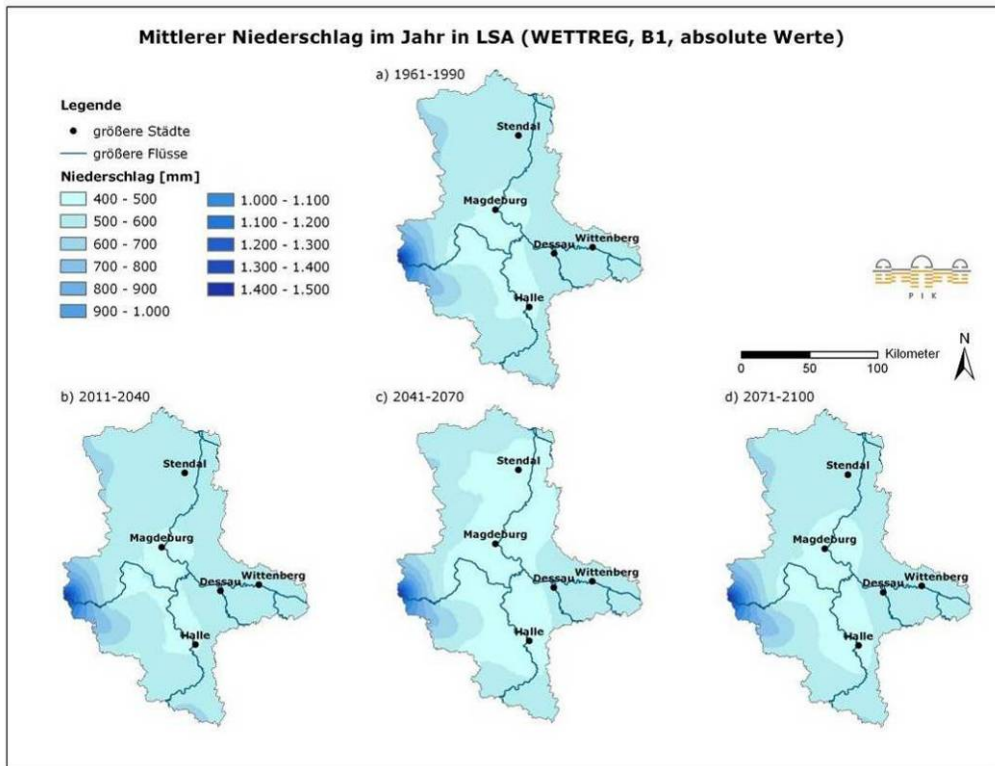 Mittlerer Niederschlag im Jahr in LSA (WETTREG, B1, absolute Werte)
a) 1961-1990
Legende
größere Städte
größere Flüsse
Niederschlag [mm]
400 - 500
500 - 600
600 - 700
700 - 800
800 - 900
900 - 1.000
1.000 - 1.100
1.100 - 1.200
1.200 - 1.300
1.300 - 1.400
1.400 - 1.500
Stendal
Magdeburg
Dessau
Wittenberg
Halle
P I K
Kilometer
0 50 100
N
b) 2011-2040
Stendal
Magdeburg
Dessau
Wittenberg
Halle
c) 2041-2070
Stendal
Magdeburg
Dessau
Wittenberg
Halle
d) 2071-2100
Stendal
Magdeburg
Dessau
Wittenberg
Halle